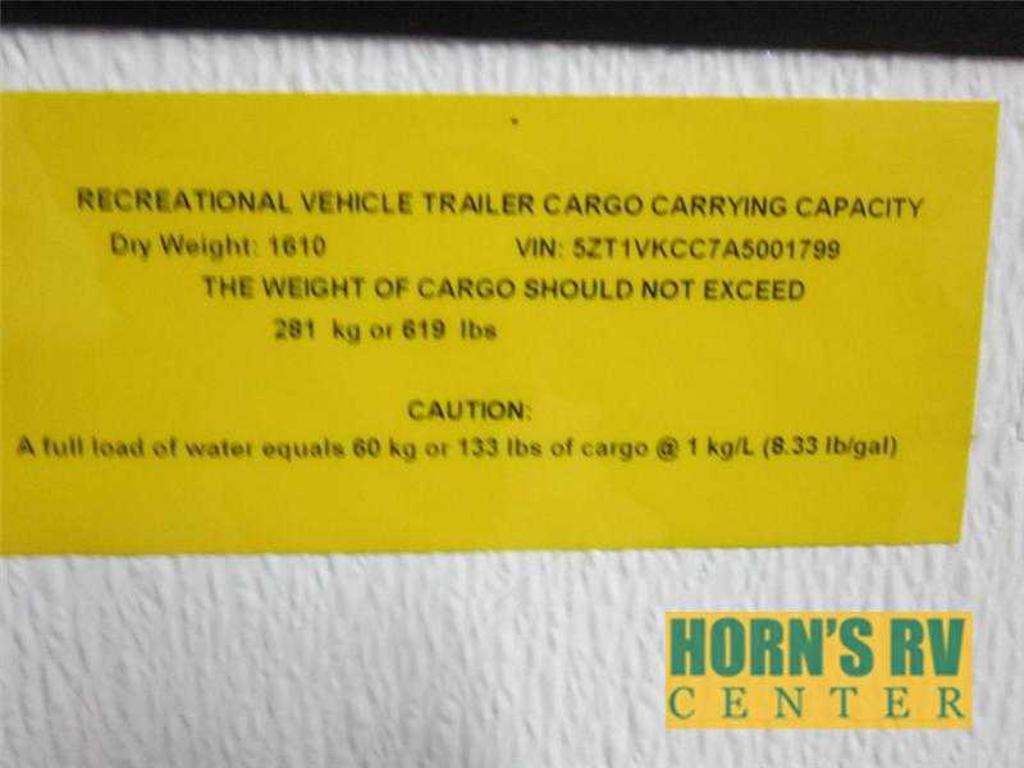 RECREATIONAL VEHICLE TRAILER CARGO CARRYING CAPACITY
Dry Weight: 1610 VIN: 5ZT1VKCC7A5001799
THE WEIGHT OF CARGO SHOULD NOT EXCEED
281 kg or 619 lbs
CAUTION:
A full load of water equals 60 kg or 133 lbs of cargo @ 1 kg/L (8.33 lb/gal)
HORN'S RV
CENTER